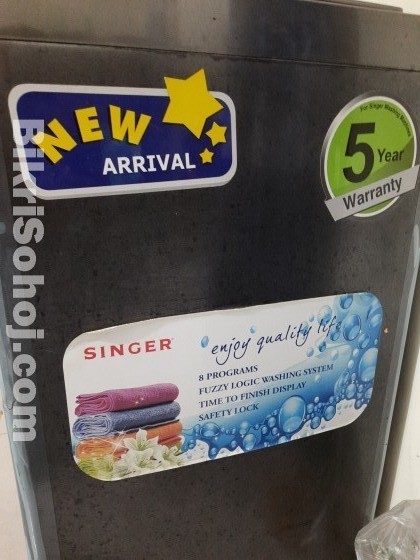 NEW
ARRIVAL
For Singer Washing
5 Year
Warranty
BikriSohoj.com
SINGER
enjoy quality life
8 PROGRAMS
FUZZY LOGIC WASHING SYSTEM
TIME TO FINISH DISPLAY
SAFETY LOCK